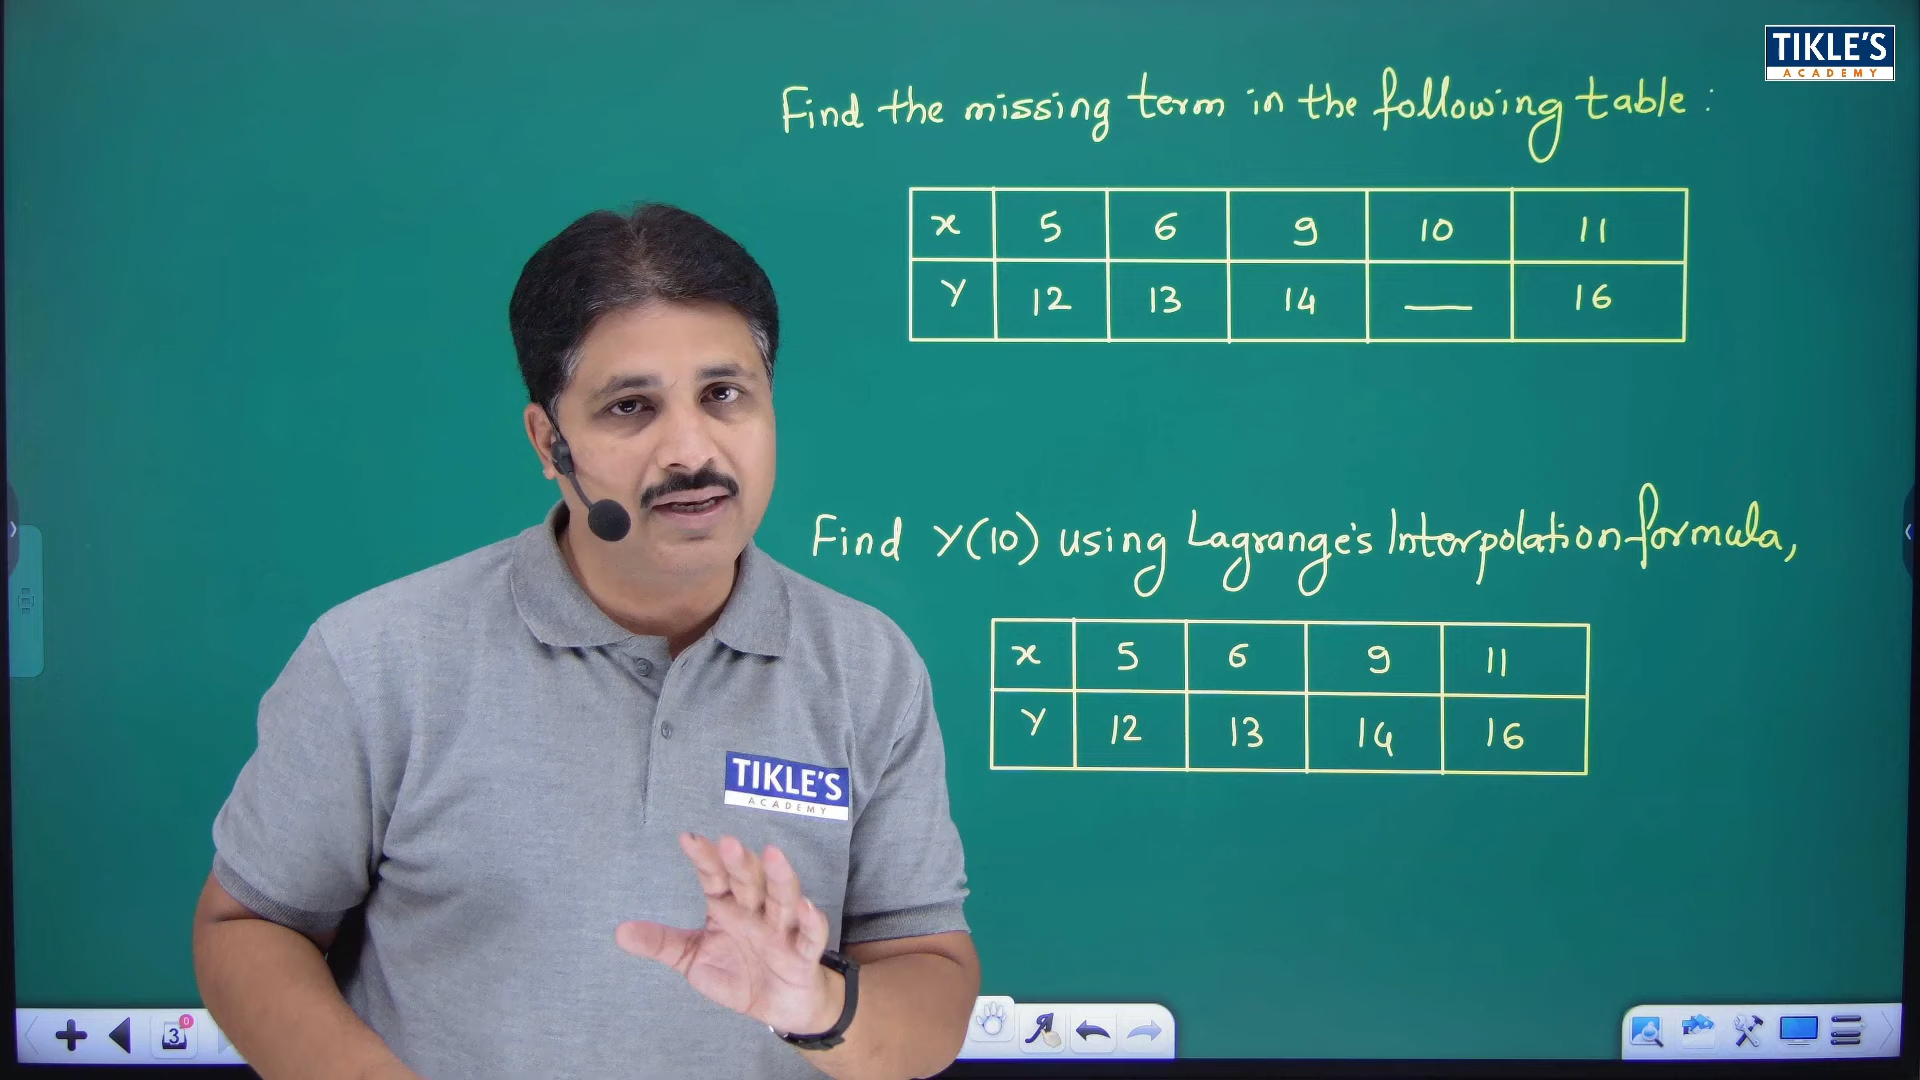 TIKLE'S
ACADEMY
Find the missing term in the following table :
x 5 6 9 10 11
Y 12 13 14 — 16
Find Y(10) using Lagrange's Interpolation formula,
x 5 6 9 11
Y 12 13 14 16
TIKLE'S
ACADEMY
3 0